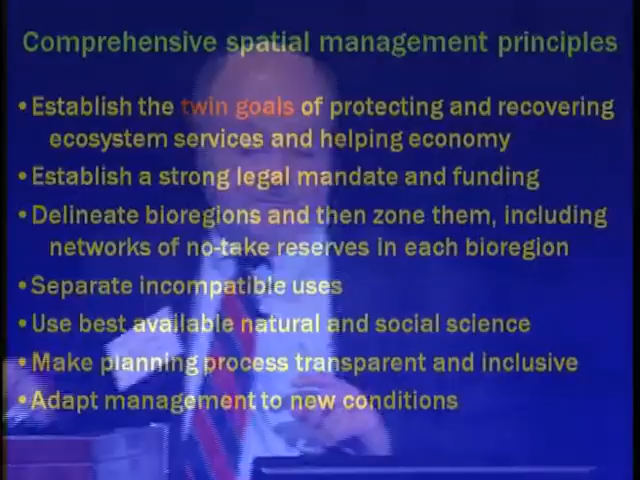 Comprehensive spatial management principles
•Establish the twin goals of protecting and recovering
ecosystem services and helping economy
•Establish a strong legal mandate and funding
•Delineate bioregions and then zone them, including
networks of no-take reserves in each bioregion
•Separate incompatible uses
•Use best available natural and social science
•Make planning process transparent and inclusive
•Adapt management to new conditions